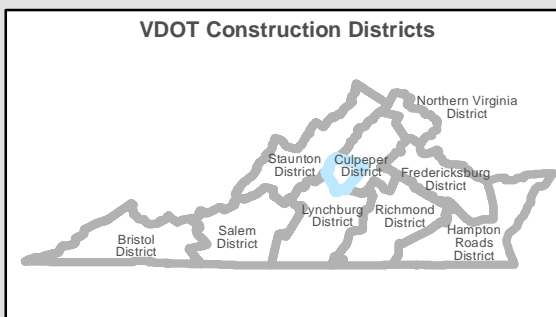 VDOT Construction Districts
Northern Virginia
District
Staunton
District
Culpeper
District
Fredericksburg
District
Lynchburg
District
Richmond
District
Hampton
Roads
District
Salem
District
Bristol
District